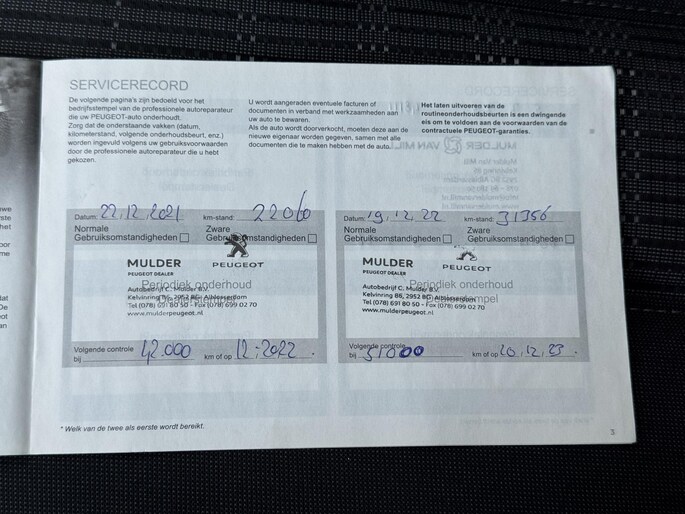 SERVICERECORD
De volgende pagina's zijn bedoeld voor het
bedrijfsstempel van de professionele autoreparateur
die uw PEUGEOT-auto onderhoudt.
Zorg dat de onderstaande vakken (datum,
kilometerstand, volgende onderhoudsbeurt, enz.)
worden ingevuld volgens uw gebruiksvoorwaarden
door de professionele autoreparateur die u hebt
gekozen.
U wordt aangeraden eventuele facturen of
documenten in verband met werkzaamheden aan
uw auto te bewaren.
Als de auto wordt doorverkocht, moeten deze aan de
nieuwe eigenaar worden gegeven, samen met alle
documenten die te maken hebben met de auto.
Het laten uitvoeren van de
routineonderhoudsbeurten is een dwingende
eis om te voldoen aan de voorwaarden van de
contractuele PEUGEOT-garanties.
Datum: 22.12.2021 km-stand: 22060
Normale Zware
Gebruiksomstandigheden Gebruiksomstandigheden
MULDER PEUGEOT
PEUGEOT DEALER
Periodiek onderhoud
Autobedrijf C. Mulder B.V.
Kelvinring 86, 2952 BG Alblasserdam
Tel (078) 691 80 50 - Fax (078) 699 02 70
www.mulderpeugeot.nl
Volgende controle
bij 42.000 km of op 12-2022.
Datum: 19.12.22 km-stand: 31356
Normale Zware
Gebruiksomstandigheden Gebruiksomstandigheden
MULDER PEUGEOT
PEUGEOT DEALER
Periodiek onderhoud
Autobedrijf C. Mulder B.V.
Kelvinring 86, 2952 BG Alblasserdam
Tel (078) 691 80 50 - Fax (078) 699 02 70
www.mulderpeugeot.nl
Volgende controle
bij 51000 km of op 20.12.23.
* Welk van de twee als eerste wordt bereikt.
3